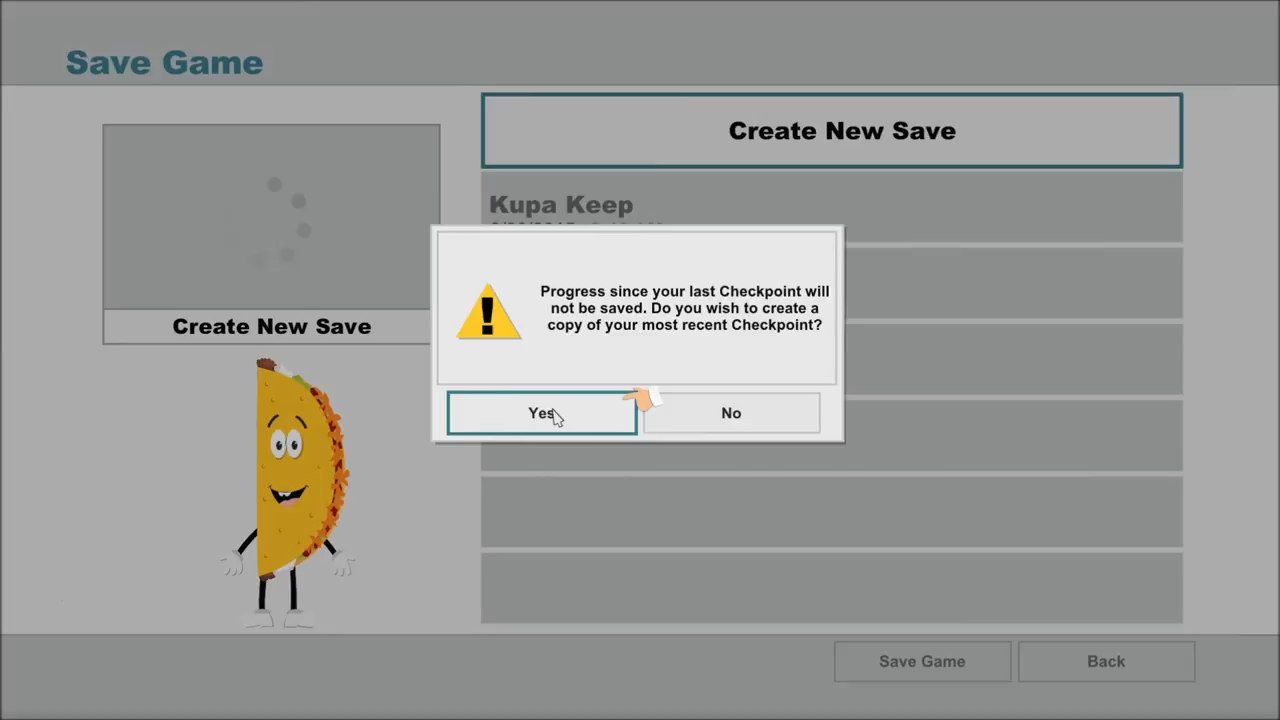 Save Game
Create New Save
Kupa Keep
Progress since your last Checkpoint will
not be saved. Do you wish to create a
copy of your most recent Checkpoint?
Create New Save
Yes
No
Save Game
Back